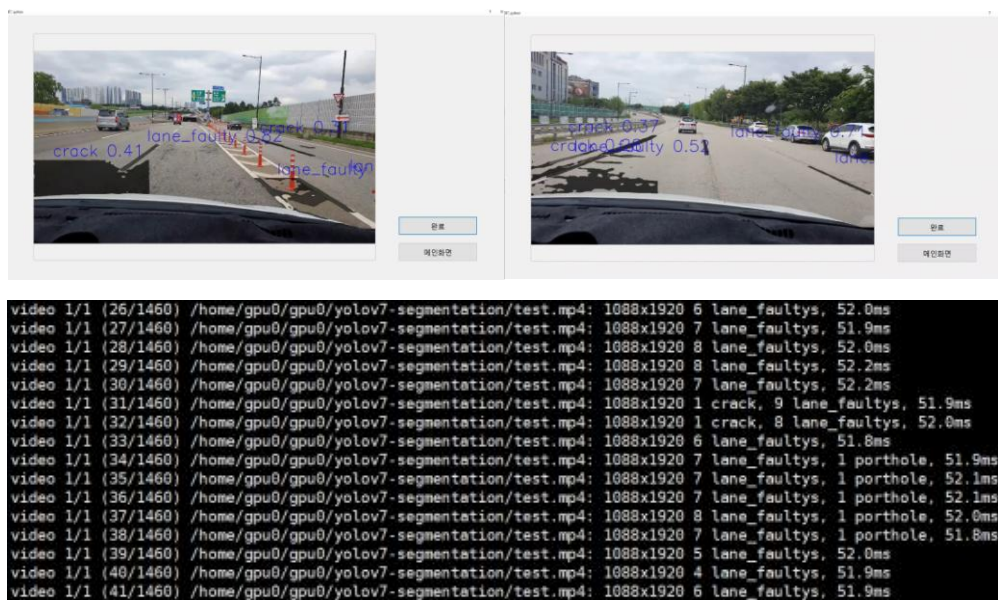 crack 0.41
lane_faulty 0.82
crack 0.7
lane_faulty
lan
완료
메인화면
crack 0.37
lane_faulty 0.52
lane_faulty 0.71
lane
완료
메인화면
video 1/1 (26/1460) /home/gpu0/gpu0/yolov7-segmentation/test.mp4: 1088x1920 6 lane_faultys, 52.0ms
video 1/1 (27/1460) /home/gpu0/gpu0/yolov7-segmentation/test.mp4: 1088x1920 7 lane_faultys, 51.9ms
video 1/1 (28/1460) /home/gpu0/gpu0/yolov7-segmentation/test.mp4: 1088x1920 8 lane_faultys, 52.0ms
video 1/1 (29/1460) /home/gpu0/gpu0/yolov7-segmentation/test.mp4: 1088x1920 8 lane_faultys, 52.2ms
video 1/1 (30/1460) /home/gpu0/gpu0/yolov7-segmentation/test.mp4: 1088x1920 7 lane_faultys, 52.2ms
video 1/1 (31/1460) /home/gpu0/gpu0/yolov7-segmentation/test.mp4: 1088x1920 1 crack, 9 lane_faultys, 51.9ms
video 1/1 (32/1460) /home/gpu0/gpu0/yolov7-segmentation/test.mp4: 1088x1920 1 crack, 8 lane_faultys, 52.0ms
video 1/1 (33/1460) /home/gpu0/gpu0/yolov7-segmentation/test.mp4: 1088x1920 6 lane_faultys, 51.8ms
video 1/1 (34/1460) /home/gpu0/gpu0/yolov7-segmentation/test.mp4: 1088x1920 7 lane_faultys, 1 porthole, 51.9ms
video 1/1 (35/1460) /home/gpu0/gpu0/yolov7-segmentation/test.mp4: 1088x1920 7 lane_faultys, 1 porthole, 52.1ms
video 1/1 (36/1460) /home/gpu0/gpu0/yolov7-segmentation/test.mp4: 1088x1920 7 lane_faultys, 1 porthole, 52.1ms
video 1/1 (37/1460) /home/gpu0/gpu0/yolov7-segmentation/test.mp4: 1088x1920 8 lane_faultys, 1 porthole, 52.0ms
video 1/1 (38/1460) /home/gpu0/gpu0/yolov7-segmentation/test.mp4: 1088x1920 7 lane_faultys, 1 porthole, 51.8ms
video 1/1 (39/1460) /home/gpu0/gpu0/yolov7-segmentation/test.mp4: 1088x1920 5 lane_faultys, 52.0ms
video 1/1 (40/1460) /home/gpu0/gpu0/yolov7-segmentation/test.mp4: 1088x1920 4 lane_faultys, 51.9ms
video 1/1 (41/1460) /home/gpu0/gpu0/yolov7-segmentation/test.mp4: 1088x1920 6 lane_faultys, 51.9ms